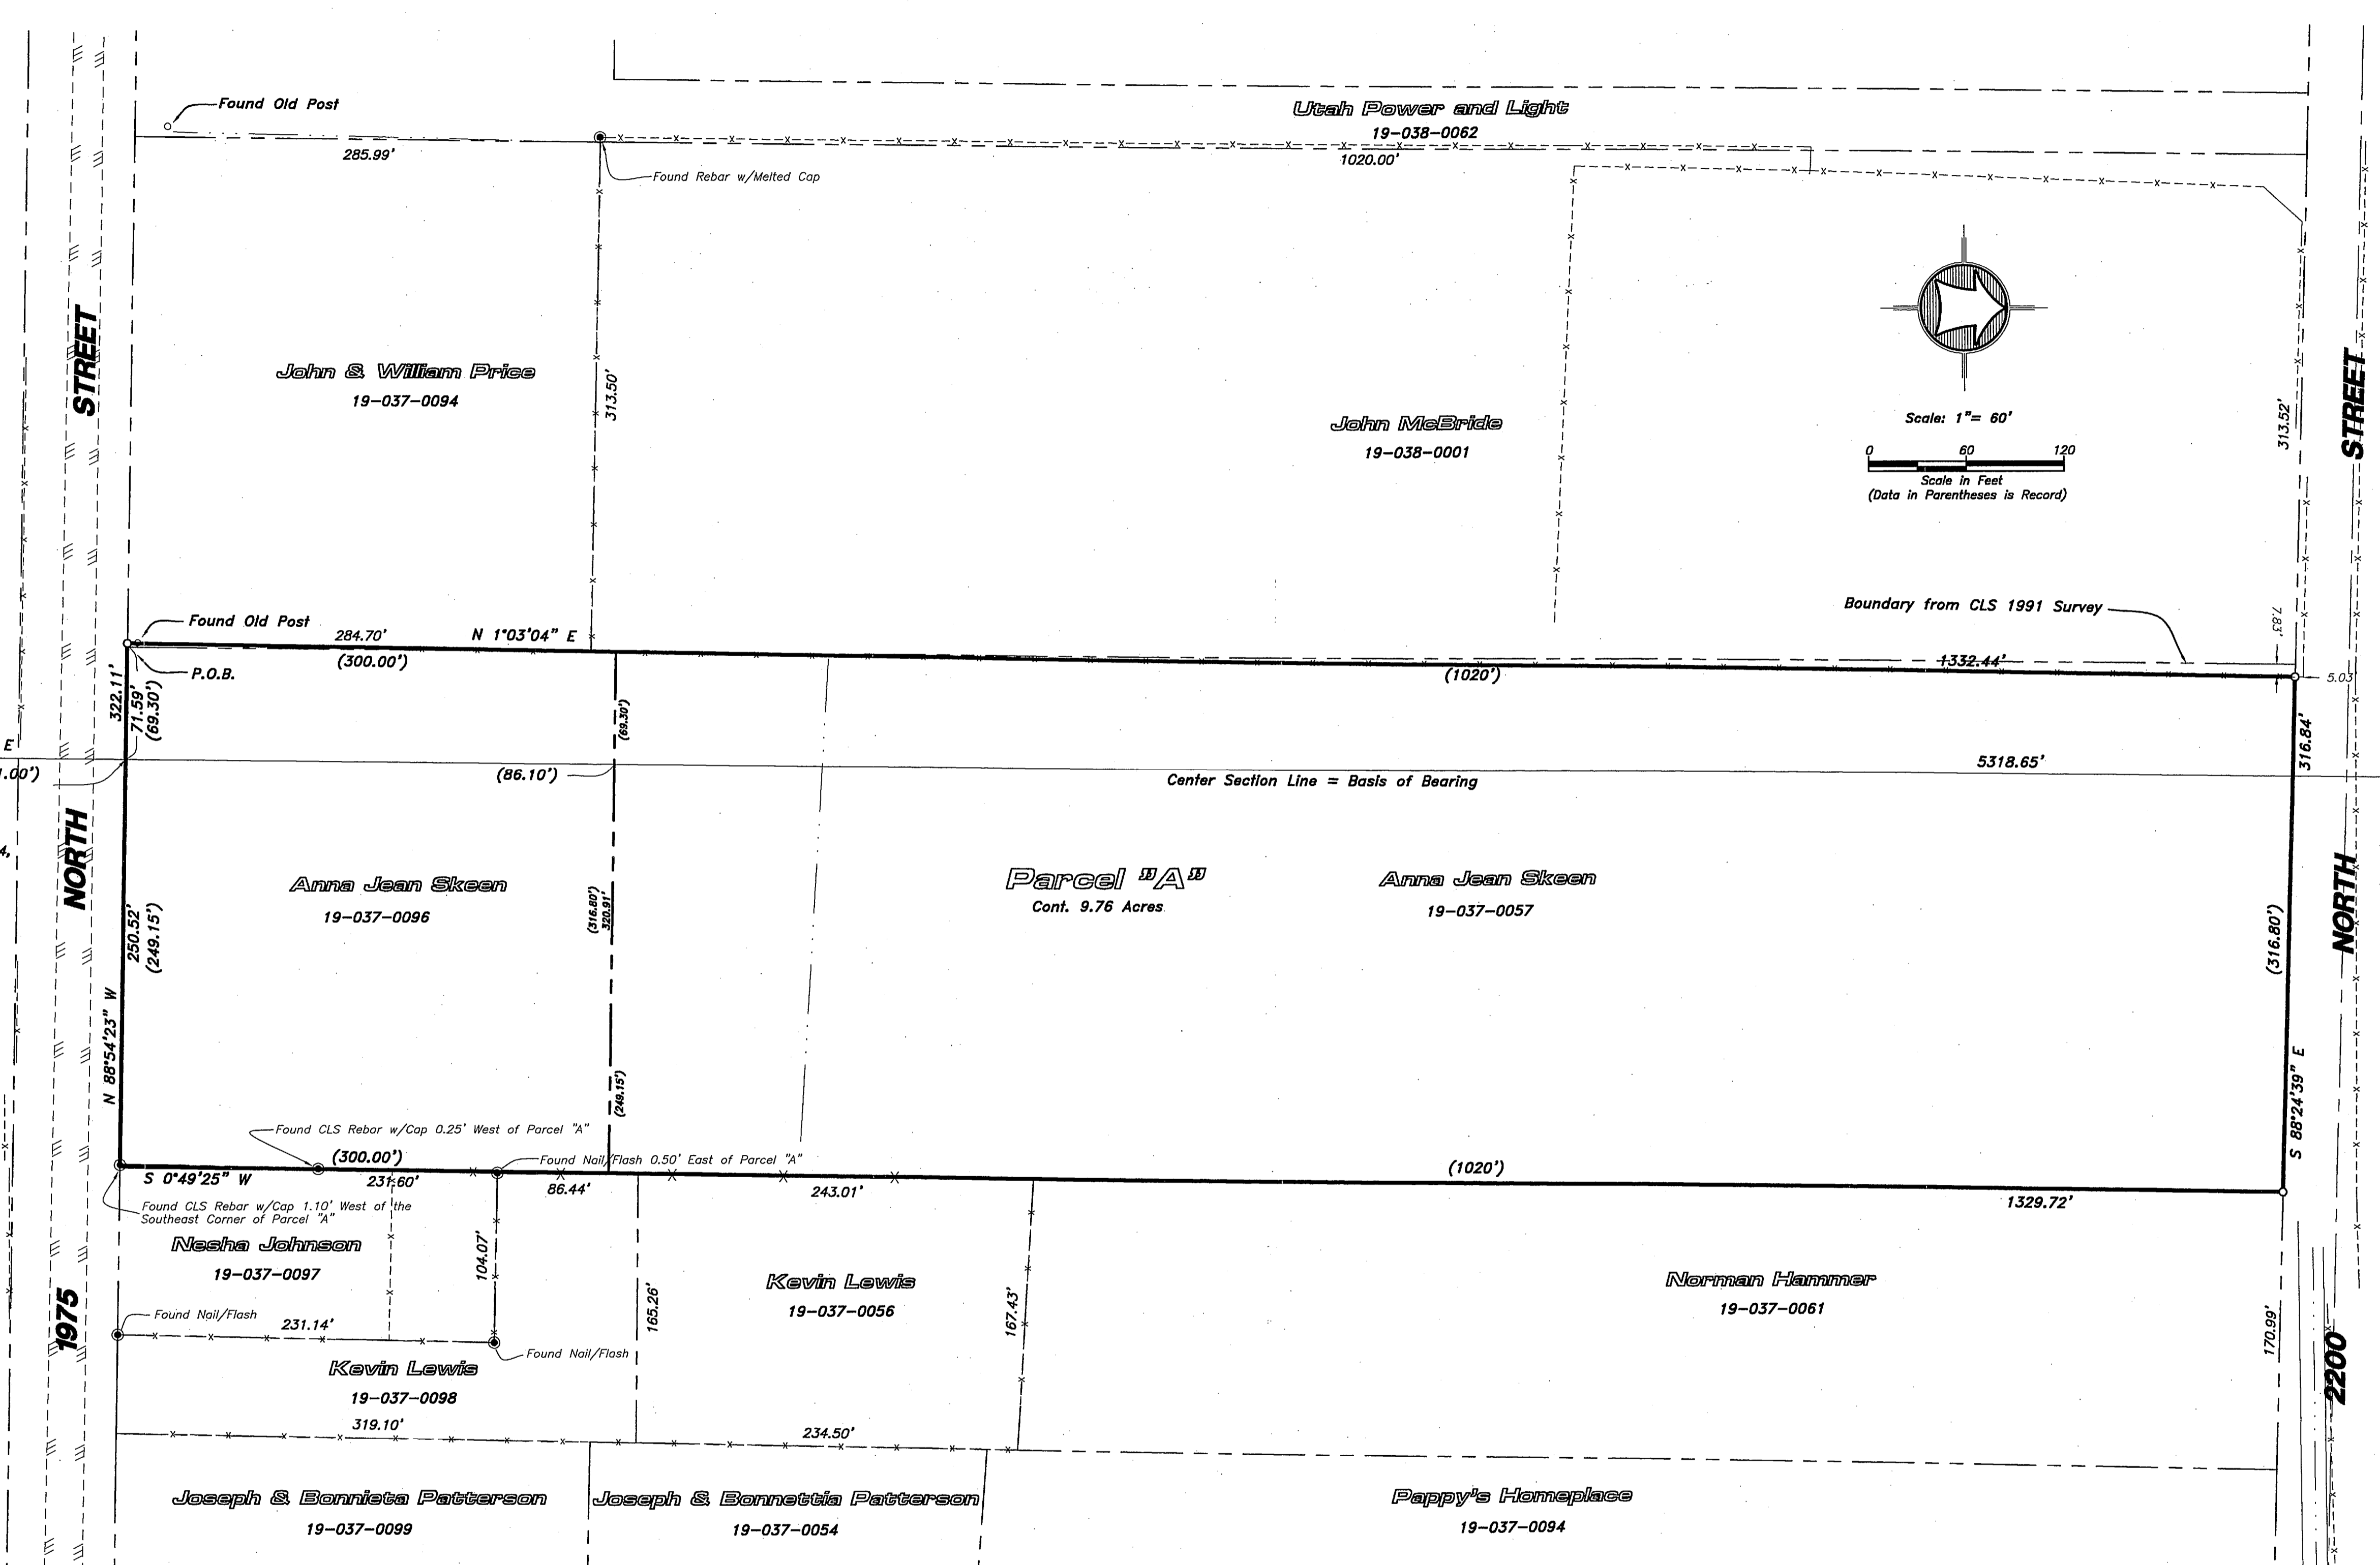 Found Old Post
Utah Power and Light
19-038-0062
285.99'
1020.00'
Found Rebar w/Melted Cap
STREET
STREET
John & William Price
19-037-0094
313.50'
John McBride
19-038-0001
Scale: 1"= 60'
0 60 120
Scale in Feet
(Data in Parentheses is Record)
313.52'
Boundary from CLS 1991 Survey
7.83'
Found Old Post
284.70'
N 1°03'04" E
(300.00')
P.O.B.
1332.44'
(1020')
5.03'
322.11'
71.59'
(69.30')
(69.30')
316.84'
E
1.00')
(86.10')
Center Section Line = Basis of Bearing
5318.65'
NORTH
NORTH
4,
Anna Jean Skeen
19-037-0096
Parcel "A"
Cont. 9.76 Acres
Anna Jean Skeen
19-037-0057
250.52'
(249.15')
(316.80')
320.91'
(316.80')
N 88°54'23" W
(249.15')
S 88°24'39" E
Found CLS Rebar w/Cap 0.25' West of Parcel "A"
(300.00')
Found Nail/Flash 0.50' East of Parcel "A"
(1020')
S 0°49'25" W
231.60'
86.44'
243.01'
1329.72'
Found CLS Rebar w/Cap 1.10' West of the
Southeast Corner of Parcel "A"
Nesha Johnson
19-037-0097
104.07'
165.26'
Kevin Lewis
19-037-0056
167.43'
Norman Hammer
19-037-0061
170.99'
1975
2200
Found Nail/Flash
231.14'
Found Nail/Flash
Kevin Lewis
19-037-0098
319.10'
234.50'
Joseph & Bonnieta Patterson
19-037-0099
Joseph & Bonnettia Patterson
19-037-0054
Pappy's Homeplace
19-037-0094